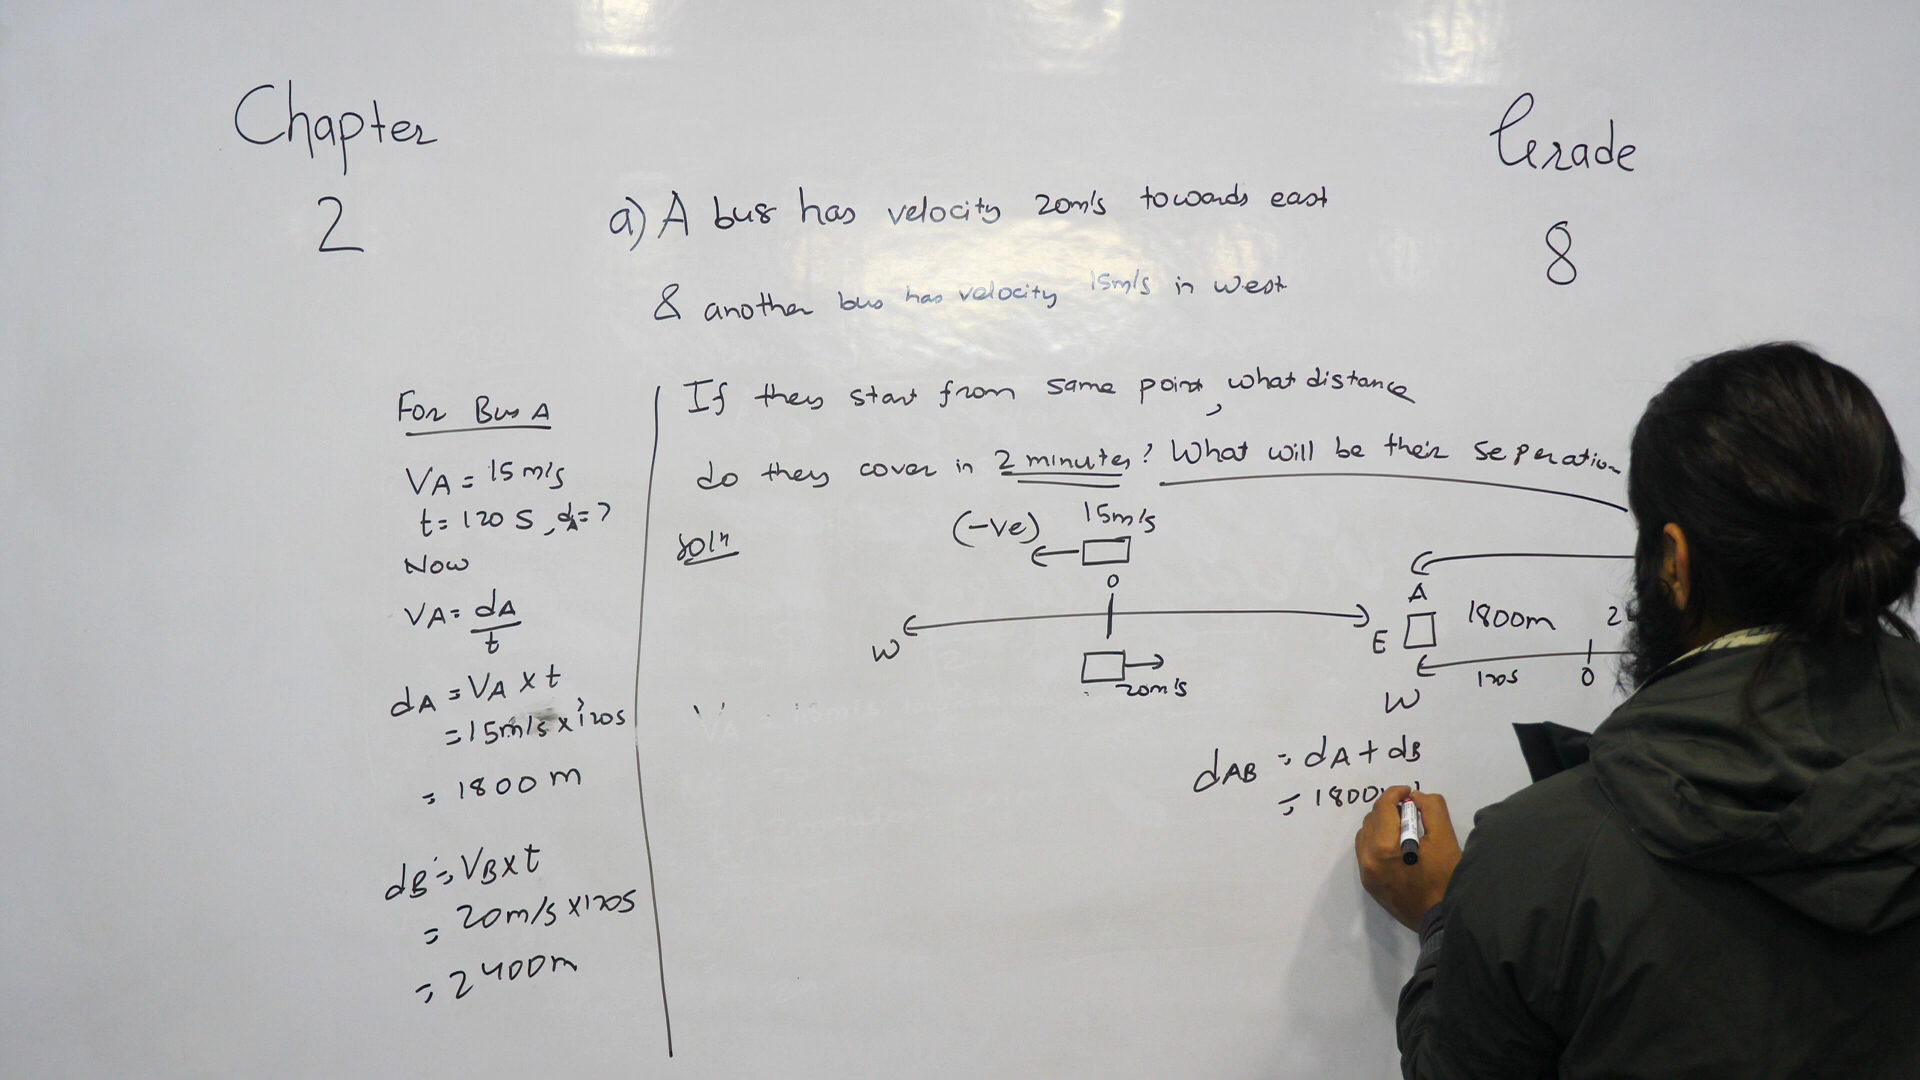 Chapter
2
Grade
8
a) A bus has velocity 20m/s towards east
& another bus has velocity 15m/s in west
If they start from same point, what distance
do they cover in 2 minutes? What will be their seperation
For Bus A
VA = 15 m/s
t = 120 s, dA = ?
Now
VA = dA
t
dA = VA x t
= 15m/s x 120s
= 1800 m
dB = VB x t
= 20m/s x 120s
= 2400m
Soln
(-ve) 15m/s
O
W E
20m/s
A
1800m
120s O
W
dAB = dA + dB
= 1800